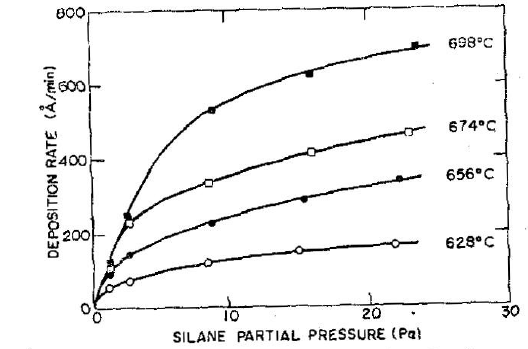 800
600
400
200
0
0
10
20
30
DEPOSITION RATE (Å/min)
SILANE PARTIAL PRESSURE (Pa)
698°C
674°C
656°C
628°C